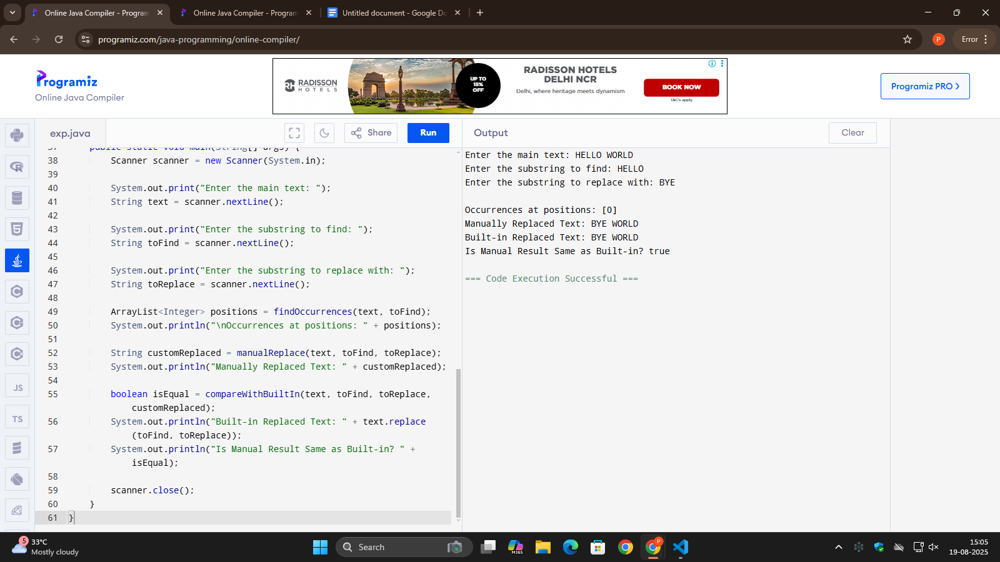 Online Java Compiler - Program
Online Java Compiler - Program
Untitled document - Google Do
programiz.com/java-programming/online-compiler/
P
Error
Programiz
Online Java Compiler
RH RADISSON
HOTELS
UP TO
15%
OFF
RADISSON HOTELS
DELHI NCR
Delhi, where heritage meets dynamism
BOOK NOW
T&C's apply
Programiz PRO
exp.java
Share
Run
Output
Clear
37 public static void main(String[] args) {
38 Scanner scanner = new Scanner(System.in);
39
40 System.out.print("Enter the main text: ");
41 String text = scanner.nextLine();
42
43 System.out.print("Enter the substring to find: ");
44 String toFind = scanner.nextLine();
45
46 System.out.print("Enter the substring to replace with: ");
47 String toReplace = scanner.nextLine();
48
49 ArrayList<Integer> positions = findOccurrences(text, toFind);
50 System.out.println("\nOccurrences at positions: " + positions);
51
52 String customReplaced = manualReplace(text, toFind, toReplace);
53 System.out.println("Manually Replaced Text: " + customReplaced);
54
55 boolean isEqual = compareWithBuiltIn(text, toFind, toReplace,
customReplaced);
56 System.out.println("Built-in Replaced Text: " + text.replace
(toFind, toReplace));
57 System.out.println("Is Manual Result Same as Built-in? " +
isEqual);
58
59 scanner.close();
60 }
61 }
Enter the main text: HELLO WORLD
Enter the substring to find: HELLO
Enter the substring to replace with: BYE
Occurrences at positions: [0]
Manually Replaced Text: BYE WORLD
Built-in Replaced Text: BYE WORLD
Is Manual Result Same as Built-in? true
=== Code Execution Successful ===
JS
TS
5
33°C
Mostly cloudy
Search
M365
P
15:05
19-08-2025